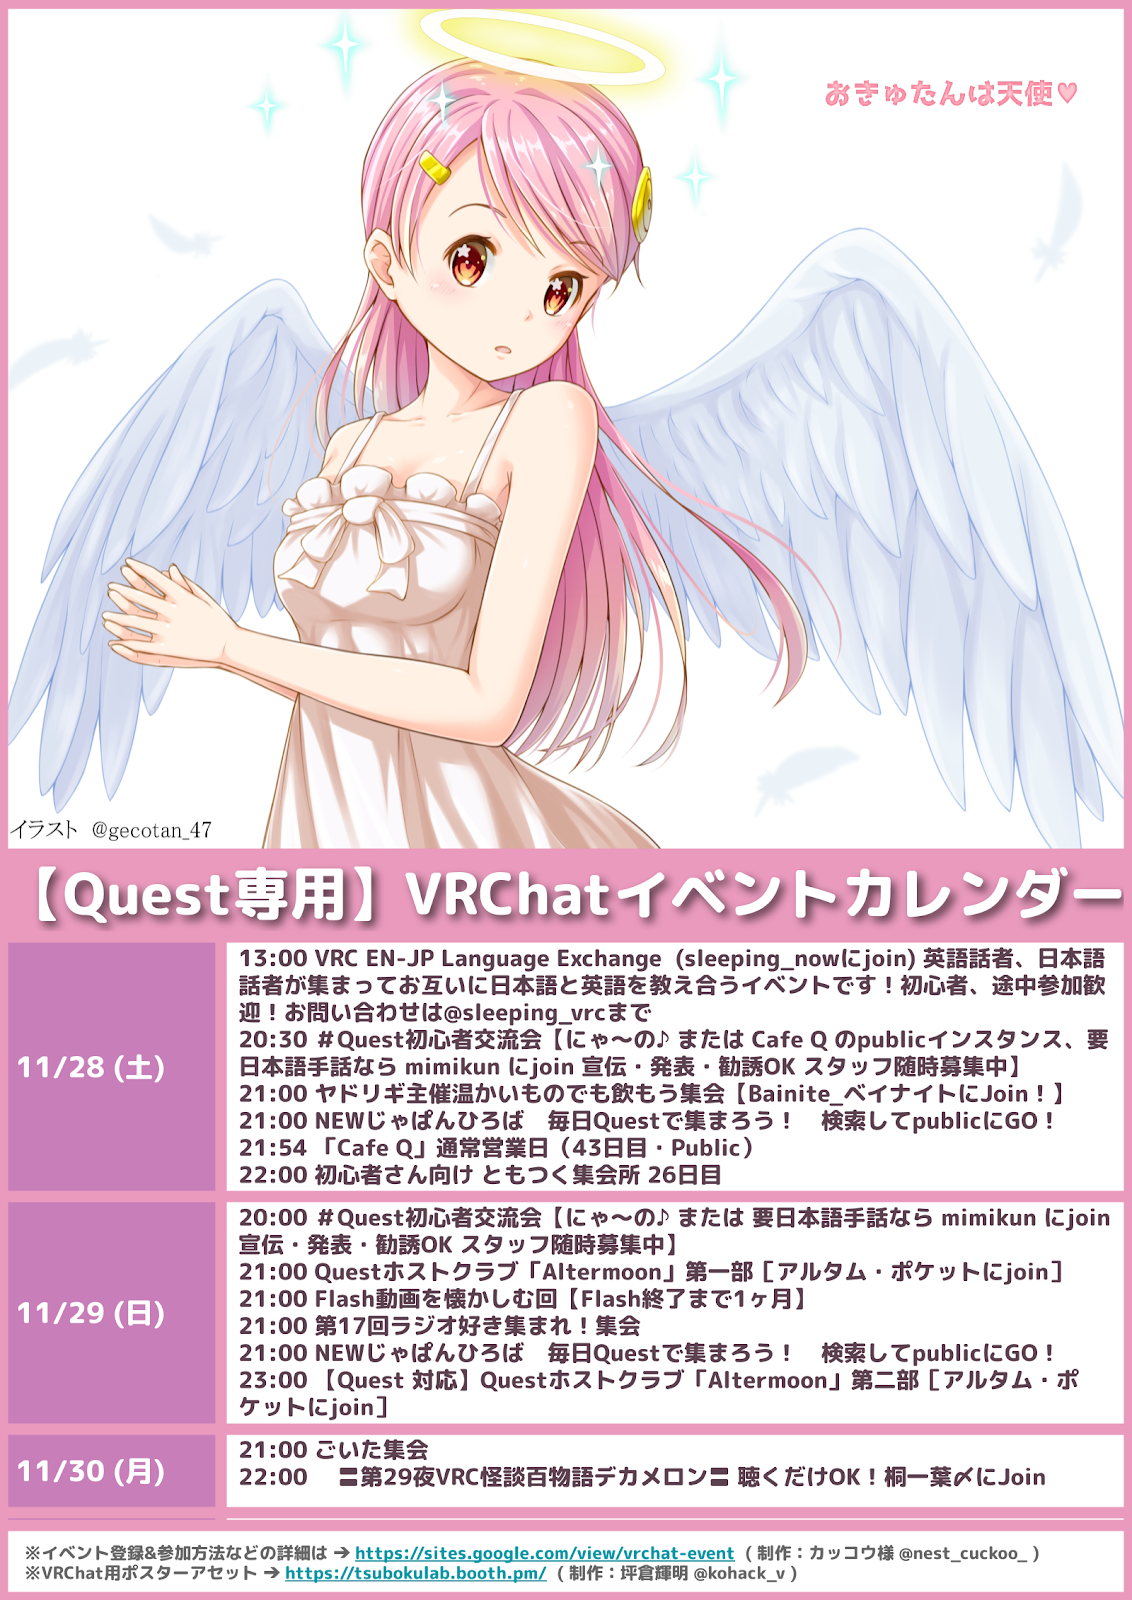 おきゅたんは天使♥
イラスト @gecotan_47
【Quest専用】VRChatイベントカレンダー
11/28 (土)
13:00 VRC EN-JP Language Exchange (sleeping_nowにjoin) 英語話者、日本語
話者が集まってお互いに日本語と英語を教え合うイベントです！初心者、途中参加歓
迎！お問い合わせは@sleeping_vrcまで
20:30 ＃Quest初心者交流会【にゃ～の♪ または Cafe Q のpublicインスタンス、要
日本語手話なら mimikun にjoin 宣伝・発表・勧誘OK スタッフ随時募集中】
21:00 ヤドリギ主催温かいものでも飲もう集会【Bainite_ベイナイトにJoin！】
21:00 NEWじゃぱんひろば　毎日Questで集まろう！　検索してpublicにGO！
21:54 「Cafe Q」通常営業日（43日目・Public）
22:00 初心者さん向け ともつく集会所 26日目
11/29 (日)
20:00 ＃Quest初心者交流会【にゃ～の♪ または 要日本語手話なら mimikun にjoin
宣伝・発表・勧誘OK スタッフ随時募集中】
21:00 Questホストクラブ「Altermoon」第一部［アルタム・ポケットにjoin］
21:00 Flash動画を懐かしむ回【Flash終了まで1ヶ月】
21:00 第17回ラジオ好き集まれ！集会
21:00 NEWじゃぱんひろば　毎日Questで集まろう！　検索してpublicにGO！
23:00 【Quest 対応】Questホストクラブ「Altermoon」第二部［アルタム・ポ
ケットにjoin］
11/30 (月)
21:00 ごいた集会
22:00 　〓第29夜VRC怪談百物語デカメロン〓 聴くだけOK！桐一葉〆にJoin
※イベント登録&参加方法などの詳細は ➔ https://sites.google.com/view/vrchat-event ( 制作：カッコウ様 @nest_cuckoo_ )
※VRChat用ポスターアセット ➔ https://tsubokulab.booth.pm/ ( 制作：坪倉輝明 @kohack_v )